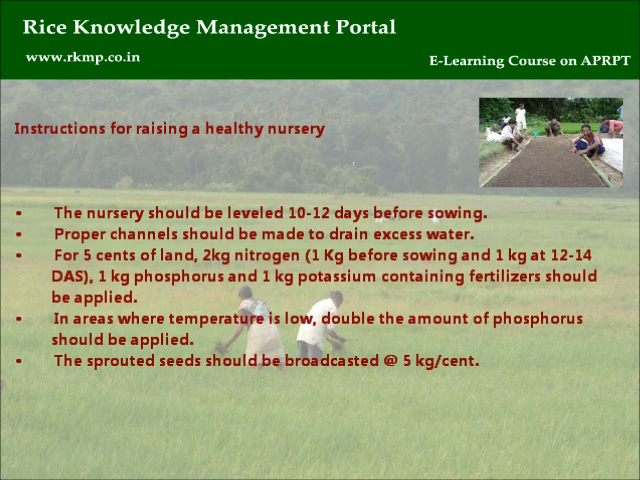 Rice Knowledge Management Portal
www.rkmp.co.in
E-Learning Course on APRPT
Instructions for raising a healthy nursery
• The nursery should be leveled 10-12 days before sowing.
• Proper channels should be made to drain excess water.
• For 5 cents of land, 2kg nitrogen (1 Kg before sowing and 1 kg at 12-14
DAS), 1 kg phosphorus and 1 kg potassium containing fertilizers should
be applied.
• In areas where temperature is low, double the amount of phosphorus
should be applied.
• The sprouted seeds should be broadcasted @ 5 kg/cent.